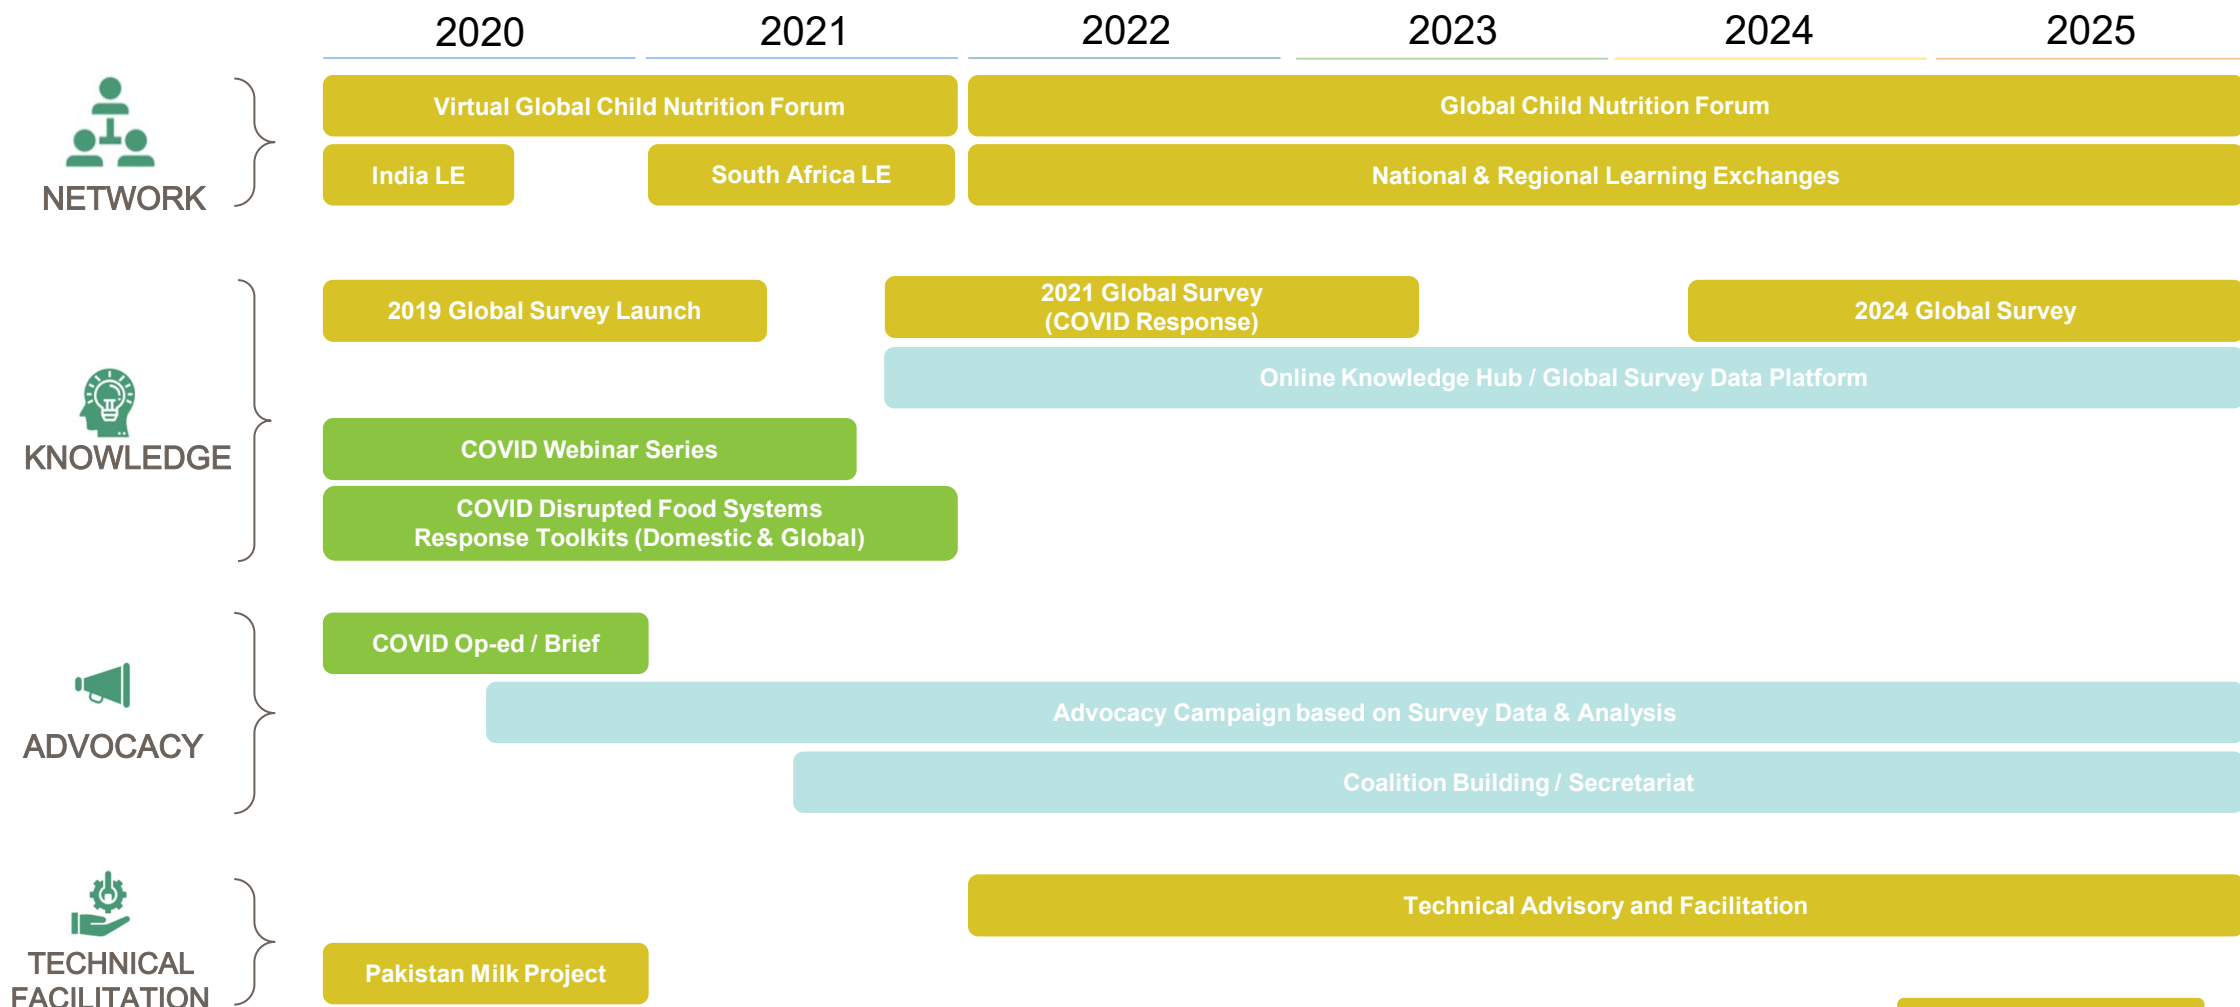 2020 2021 2022 2023 2024 2025
Virtual Global Child Nutrition Forum
Global Child Nutrition Forum
India LE
South Africa LE
National & Regional Learning Exchanges
NETWORK
2019 Global Survey Launch
2021 Global Survey
(COVID Response)
2024 Global Survey
Online Knowledge Hub / Global Survey Data Platform
COVID Webinar Series
KNOWLEDGE
COVID Disrupted Food Systems
Response Toolkits (Domestic & Global)
COVID Op-ed / Brief
Advocacy Campaign based on Survey Data & Analysis
ADVOCACY
Coalition Building / Secretariat
Technical Advisory and Facilitation
TECHNICAL
FACILITATION
Pakistan Milk Project